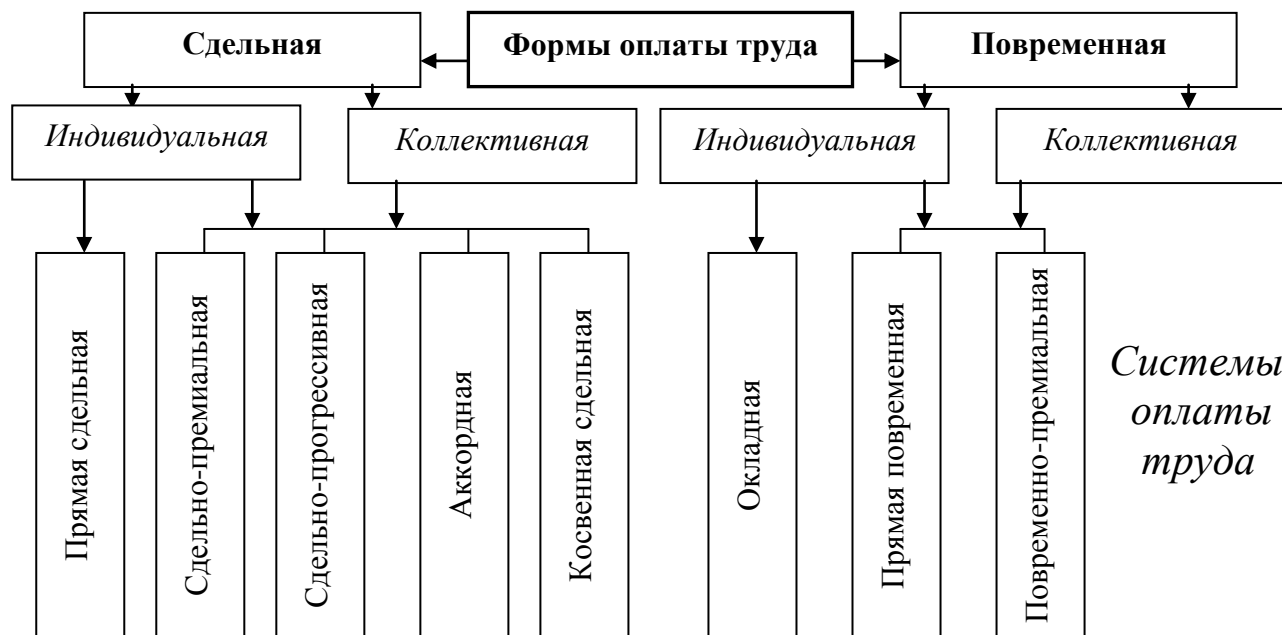 Сдельная
Формы оплаты труда
Повременная
Индивидуальная
Коллективная
Индивидуальная
Коллективная
Прямая сдельная
Сдельно-премиальная
Сдельно-прогрессивная
Аккордная
Косвенная сдельная
Окладная
Прямая повременная
Повременно-премиальная
Системы
оплаты
труда